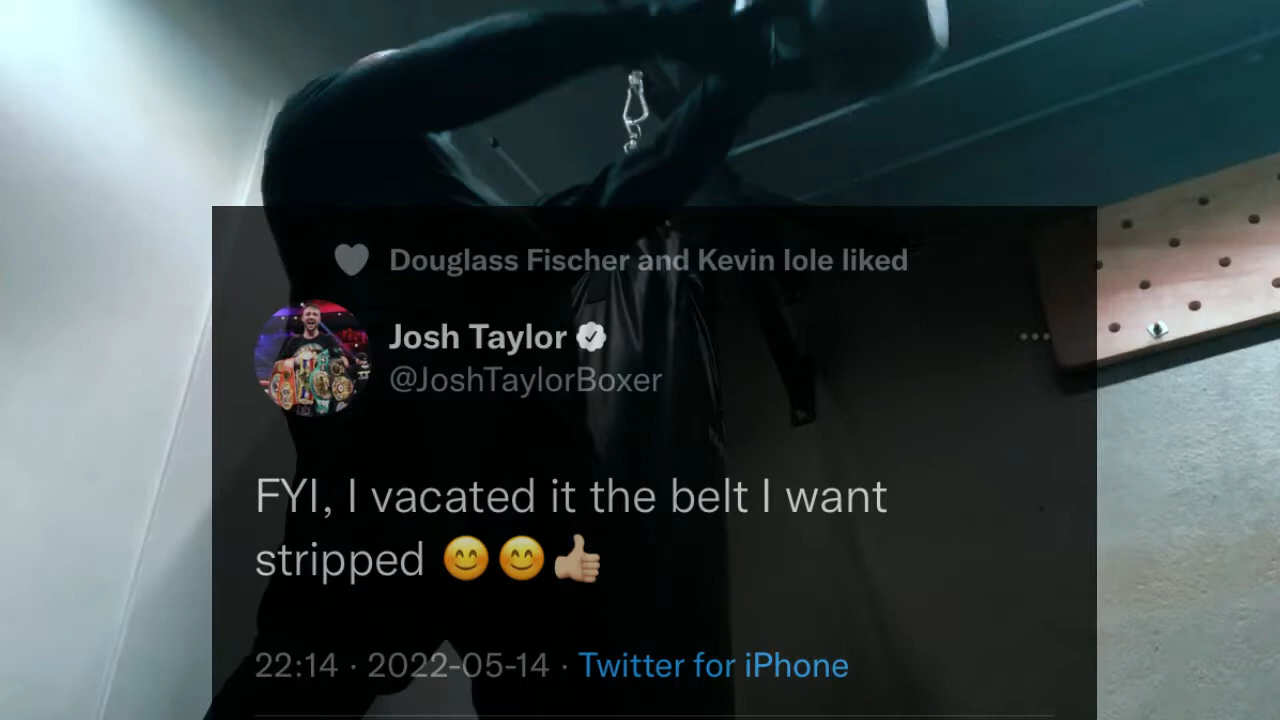 Douglass Fischer and Kevin Iole liked
Josh Taylor
@JoshTaylorBoxer
FYI, I vacated it the belt I want
stripped 😊😊👍🏼
22:14 · 2022-05-14 · Twitter for iPhone